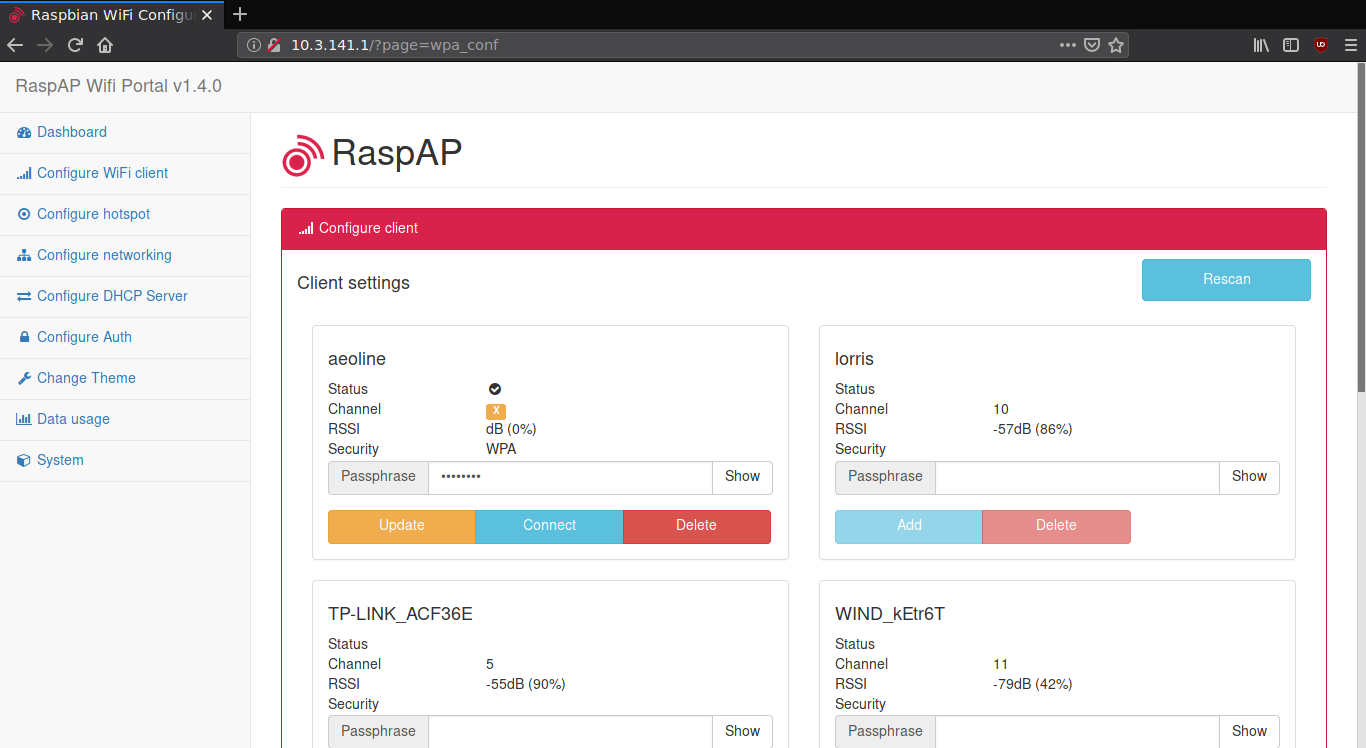 Raspbian WiFi Configu
10.3.141.1/?page=wpa_conf
RaspAP Wifi Portal v1.4.0
Dashboard
Configure WiFi client
Configure hotspot
Configure networking
Configure DHCP Server
Configure Auth
Change Theme
Data usage
System
RaspAP
Configure client
Client settings
Rescan
aeoline
Status
Channel X
RSSI dB (0%)
Security WPA
Passphrase •••••••• Show
Update Connect Delete
lorris
Status
Channel 10
RSSI -57dB (86%)
Security
Passphrase Show
Add Delete
TP-LINK_ACF36E
Status
Channel 5
RSSI -55dB (90%)
Security
Passphrase Show
WIND_kEtr6T
Status
Channel 11
RSSI -79dB (42%)
Security
Passphrase Show